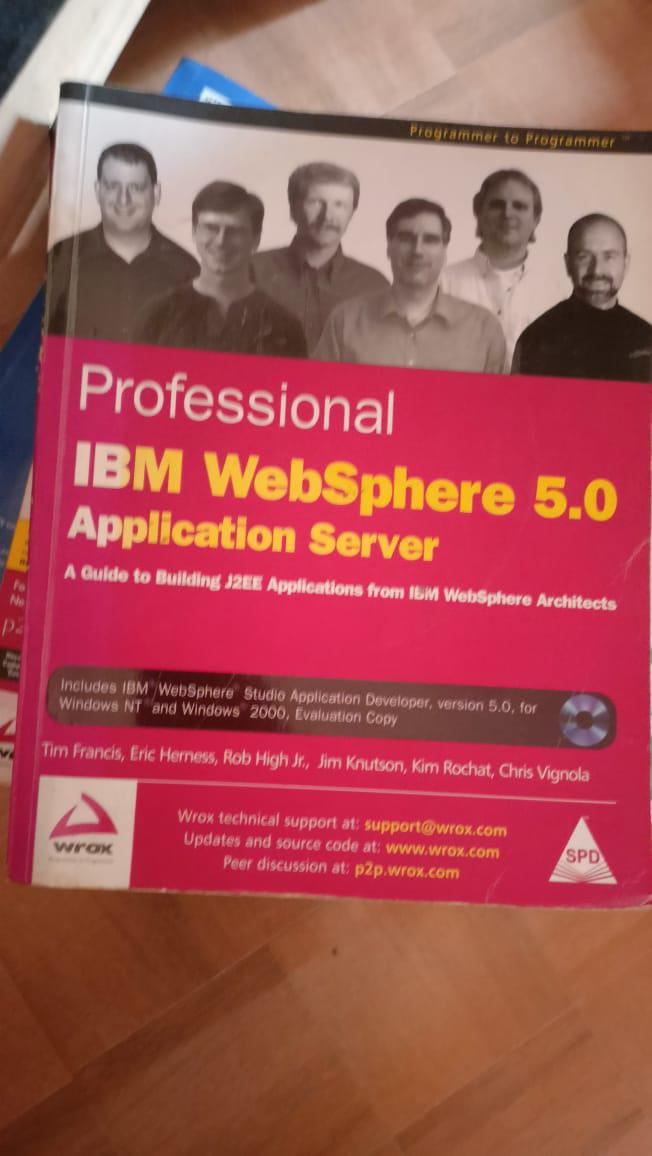 Programmer to Programmer™
Professional
IBM WebSphere 5.0
Application Server
A Guide to Building J2EE Applications from IBM WebSphere Architects
Includes IBM® WebSphere® Studio Application Developer, version 5.0, for
Windows NT® and Windows® 2000, Evaluation Copy
Tim Francis, Eric Herness, Rob High Jr., Jim Knutson, Kim Rochat, Chris Vignola
wrox
Wrox technical support at: support@wrox.com
Updates and source code at: www.wrox.com
Peer discussion at: p2p.wrox.com
SPD